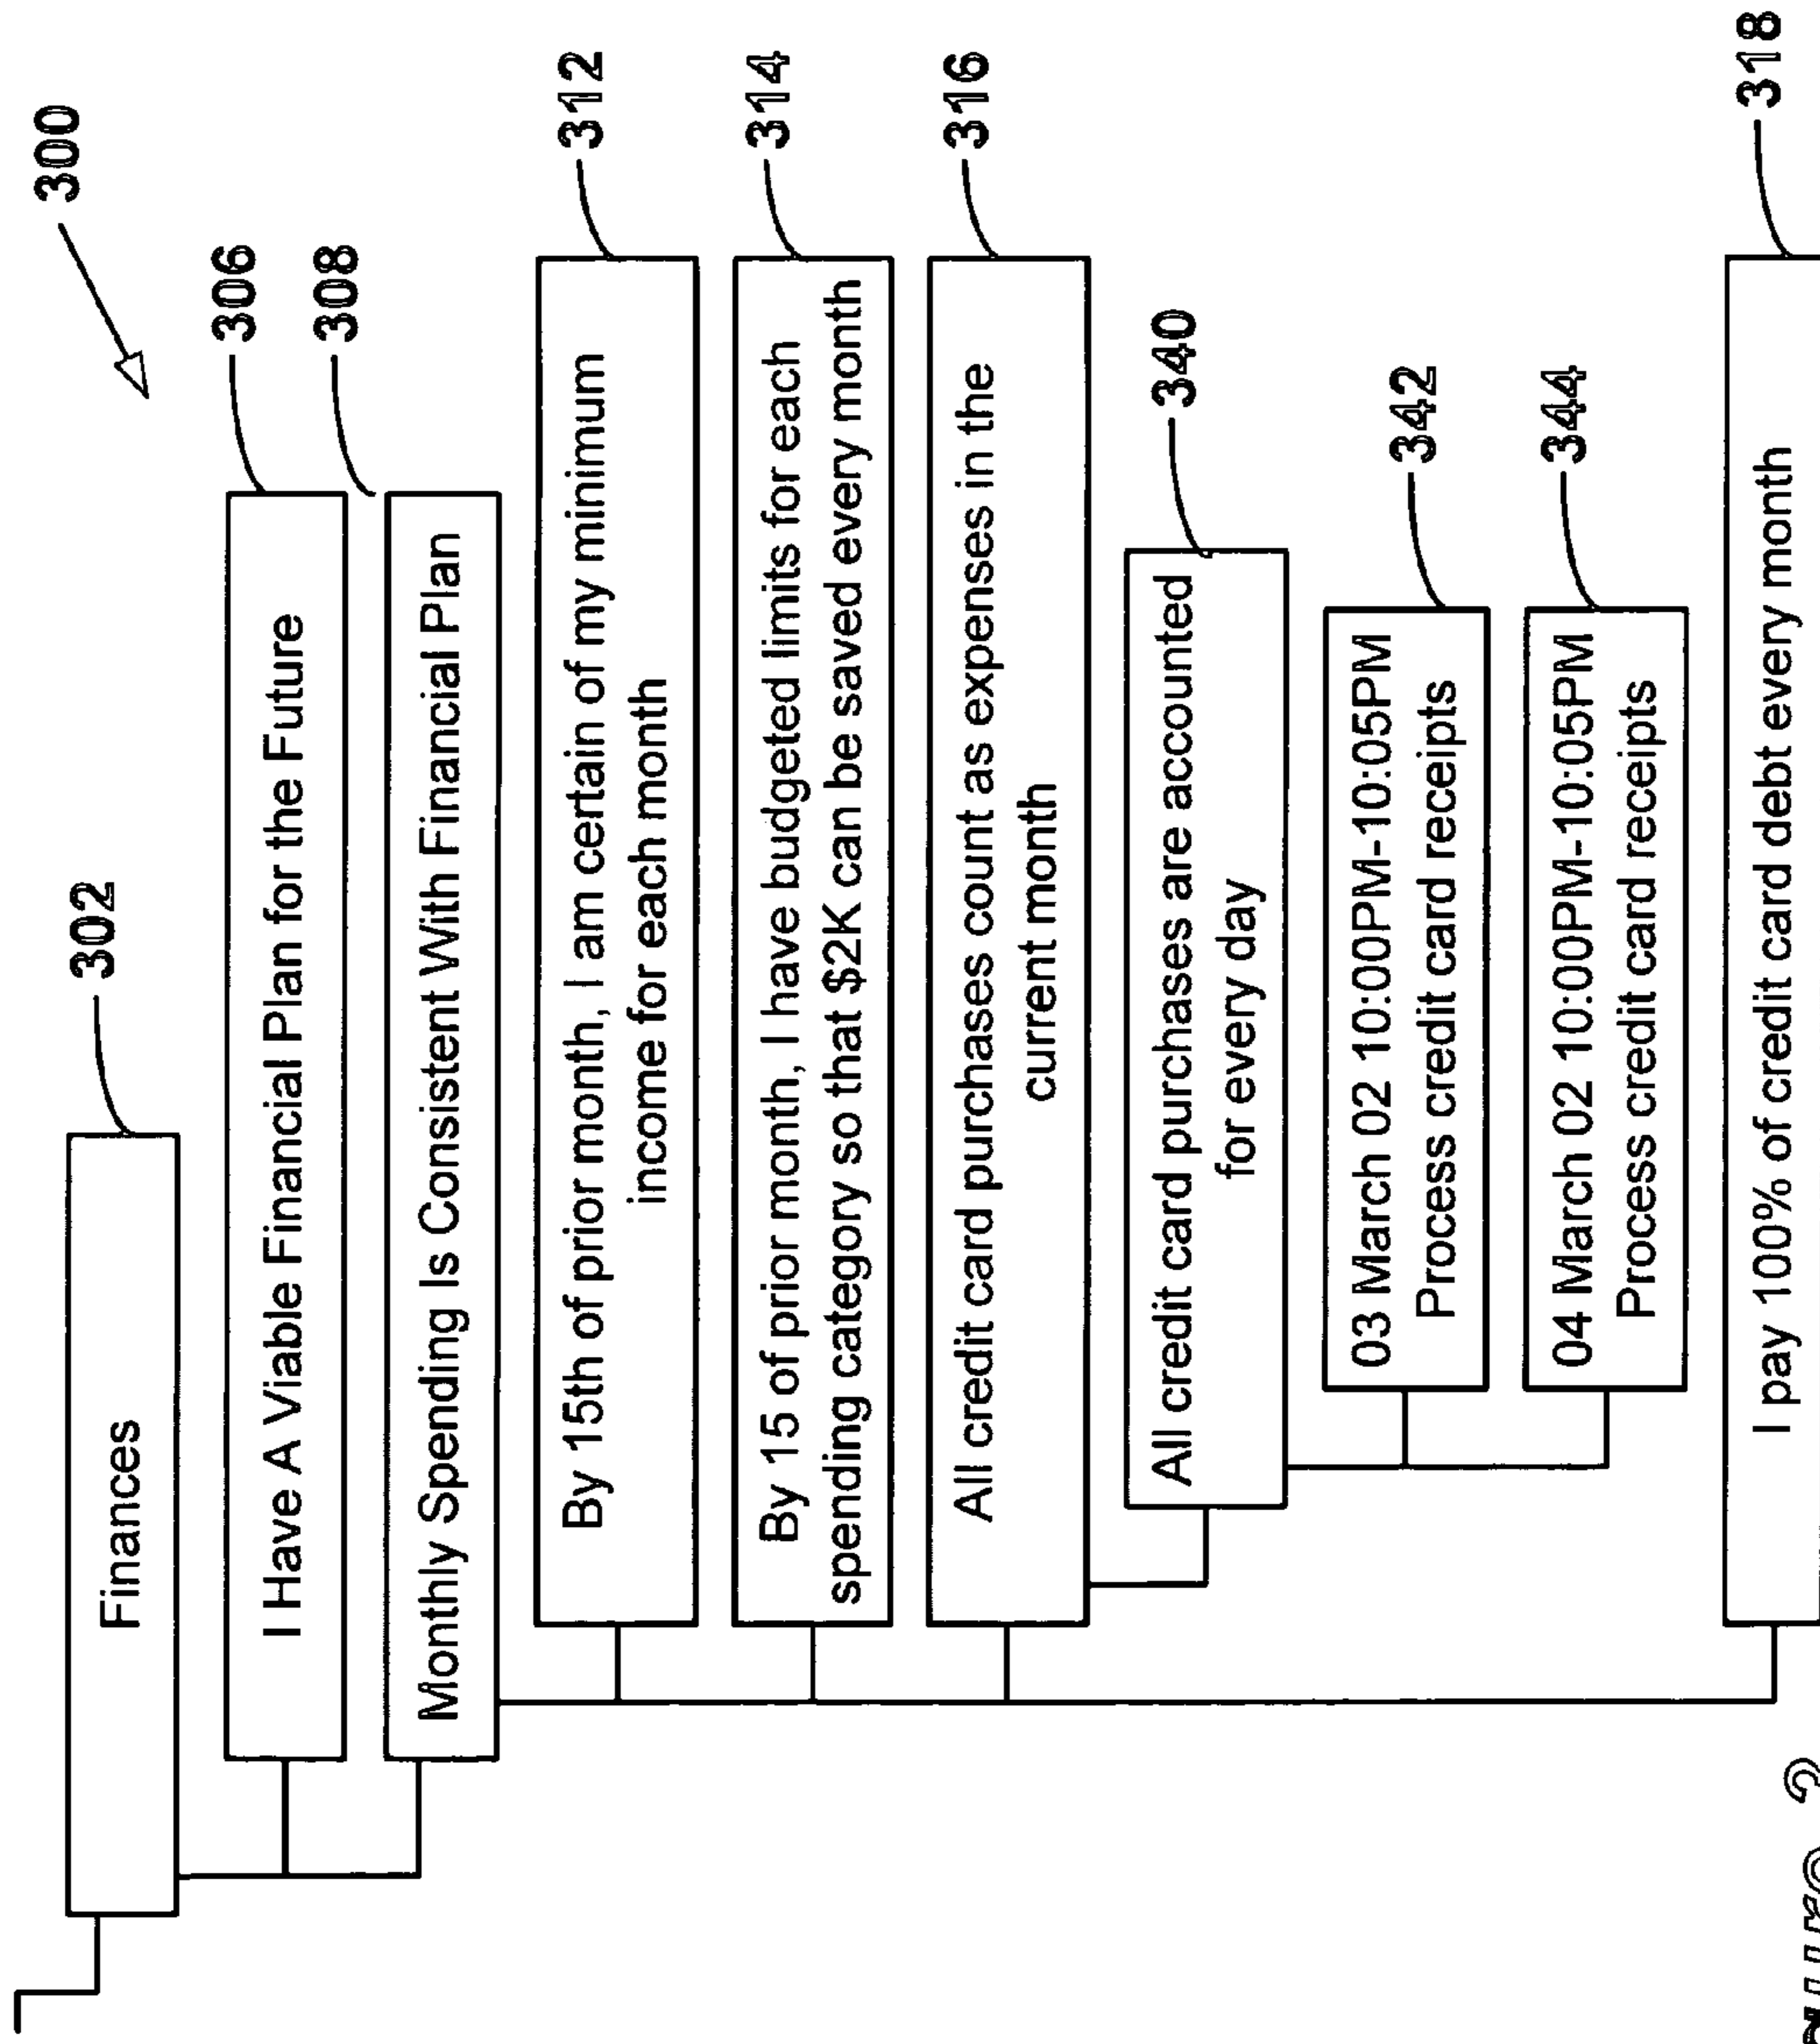 300
302
Finances
306
I Have A Viable Financial Plan for the Future
308
Monthly Spending Is Consistent With Financial Plan
312
By 15th of prior month, I am certain of my minimum
income for each month
314
By 15 of prior month, I have budgeted limits for each
spending category so that $2K can be saved every month
316
All credit card purchases count as expenses in the
current month
340
All credit card purchases are accounted
for every day
342
03 March 02 10:00PM-10:05PM
Process credit card receipts
344
04 March 02 10:00PM-10:05PM
Process credit card receipts
318
I pay 100% of credit card debt every month